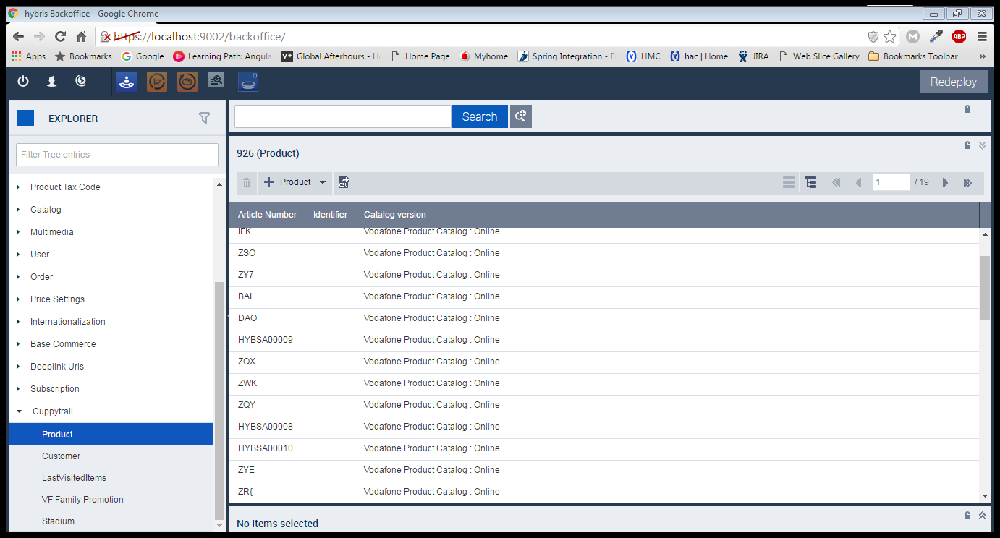 hybris Backoffice - Google Chrome
https://localhost:9002/backoffice/
Apps Bookmarks Google Learning Path: Angula Global Afterhours - H Home Page Myhome Spring Integration - E HMC hac | Home JIRA Web Slice Gallery Bookmarks Toolbar »
Redeploy
EXPLORER
Search
Filter Tree entries
926 (Product)
Product
1 / 19
Article Number Identifier Catalog version
Product Tax Code
Catalog
Multimedia
User
Order
Price Settings
Internationalization
Base Commerce
Deeplink Urls
Subscription
Cuppytrail
Product
Customer
LastVisitedItems
VF Family Promotion
Stadium
IFK Vodafone Product Catalog : Online
ZSO Vodafone Product Catalog : Online
ZY7 Vodafone Product Catalog : Online
BAI Vodafone Product Catalog : Online
DAO Vodafone Product Catalog : Online
HYBSA00009 Vodafone Product Catalog : Online
ZQX Vodafone Product Catalog : Online
ZWK Vodafone Product Catalog : Online
ZQY Vodafone Product Catalog : Online
HYBSA00008 Vodafone Product Catalog : Online
HYBSA00010 Vodafone Product Catalog : Online
ZYE Vodafone Product Catalog : Online
ZR{ Vodafone Product Catalog : Online
No items selected